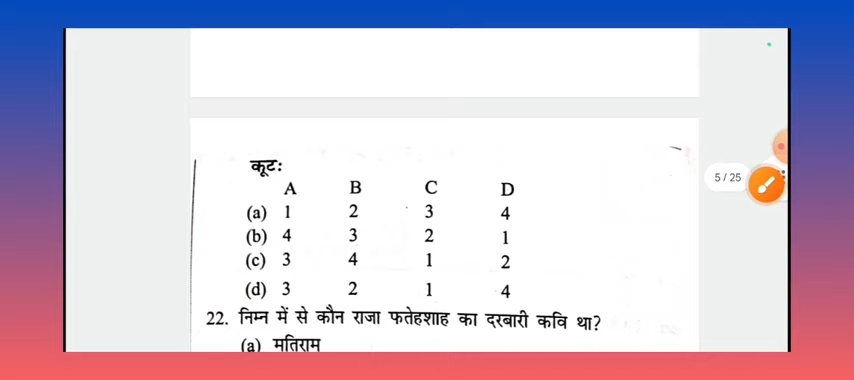 कूटः
A B C D
(a) 1 2 3 4
(b) 4 3 2 1
(c) 3 4 1 2
(d) 3 2 1 4
22. निम्न में से कौन राजा फतेहशाह का दरबारी कवि था?
(a) मतिराम
5 / 25